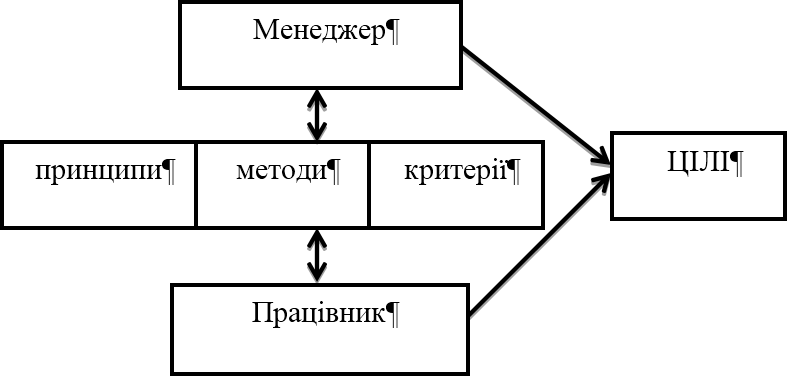 Менеджер¶
принципи¶ методи¶ критерії¶
ЦІЛІ¶
Працівник¶